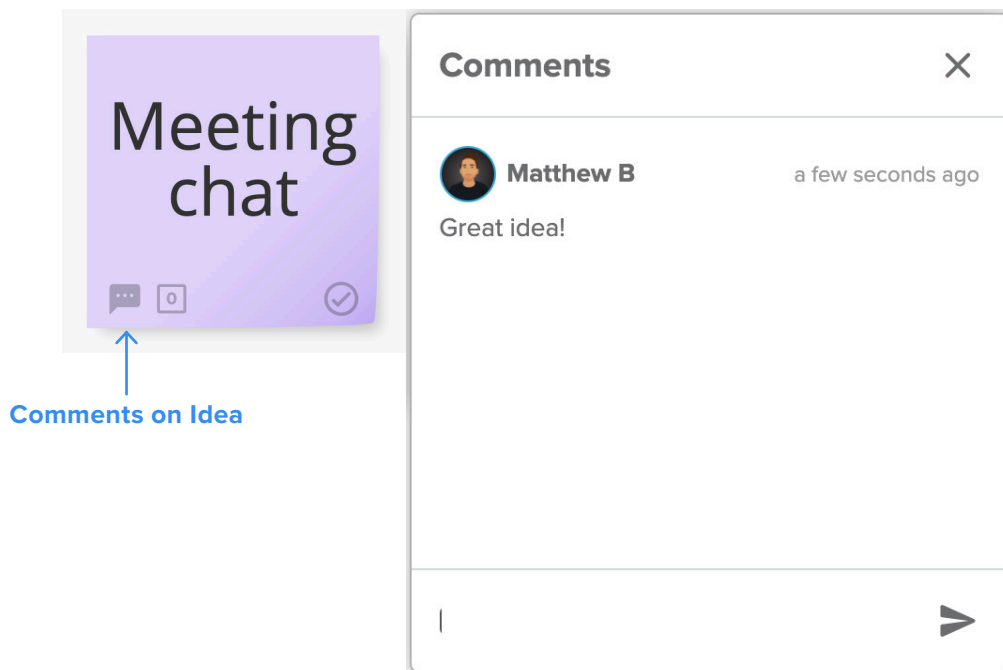 Meeting
chat
0
Comments on Idea
Comments
Matthew B
a few seconds ago
Great idea!